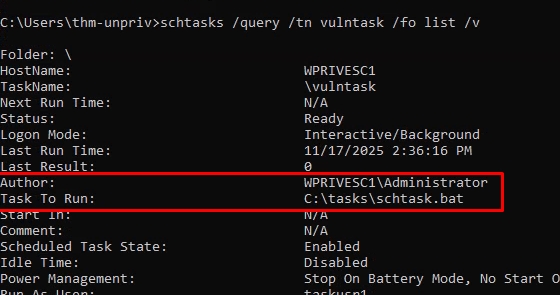 C:\Users\thm-unpriv>schtasks /query /tn vulntask /fo list /v
Folder: \
HostName: WPRIVESC1
TaskName: \vulntask
Next Run Time: N/A
Status: Ready
Logon Mode: Interactive/Background
Last Run Time: 11/17/2025 2:36:16 PM
Last Result: 0
Author: WPRIVESC1\Administrator
Task To Run: C:\tasks\schtask.bat
Start In: N/A
Comment: N/A
Scheduled Task State: Enabled
Idle Time: Disabled
Power Management: Stop On Battery Mode, No Start O
Run As User: taskusr1